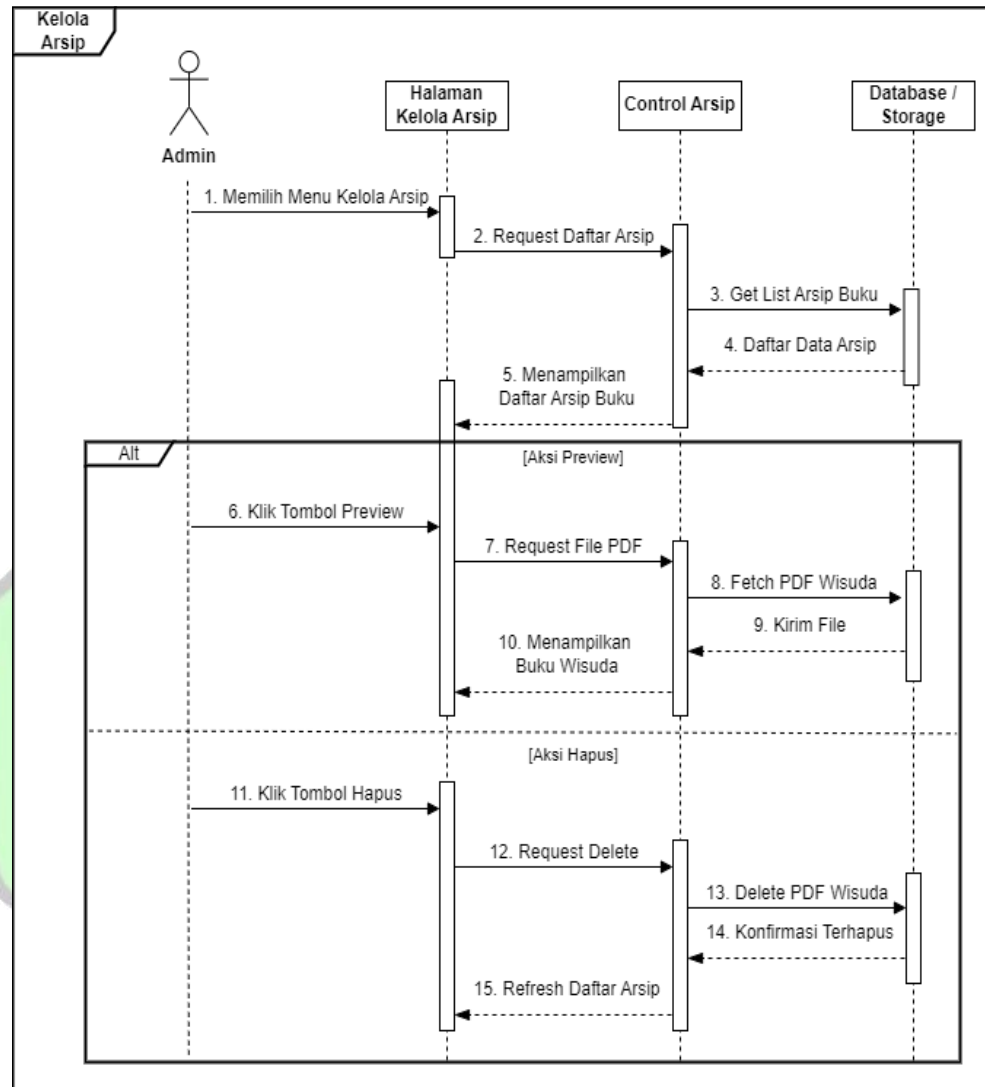 Kelola
Arsip
Admin
Halaman
Kelola Arsip
Control Arsip
Database /
Storage
1. Memilih Menu Kelola Arsip
2. Request Daftar Arsip
3. Get List Arsip Buku
4. Daftar Data Arsip
5. Menampilkan
Daftar Arsip Buku
Alt
[Aksi Preview]
6. Klik Tombol Preview
7. Request File PDF
8. Fetch PDF Wisuda
9. Kirim File
10. Menampilkan
Buku Wisuda
[Aksi Hapus]
11. Klik Tombol Hapus
12. Request Delete
13. Delete PDF Wisuda
14. Konfirmasi Terhapus
15. Refresh Daftar Arsip